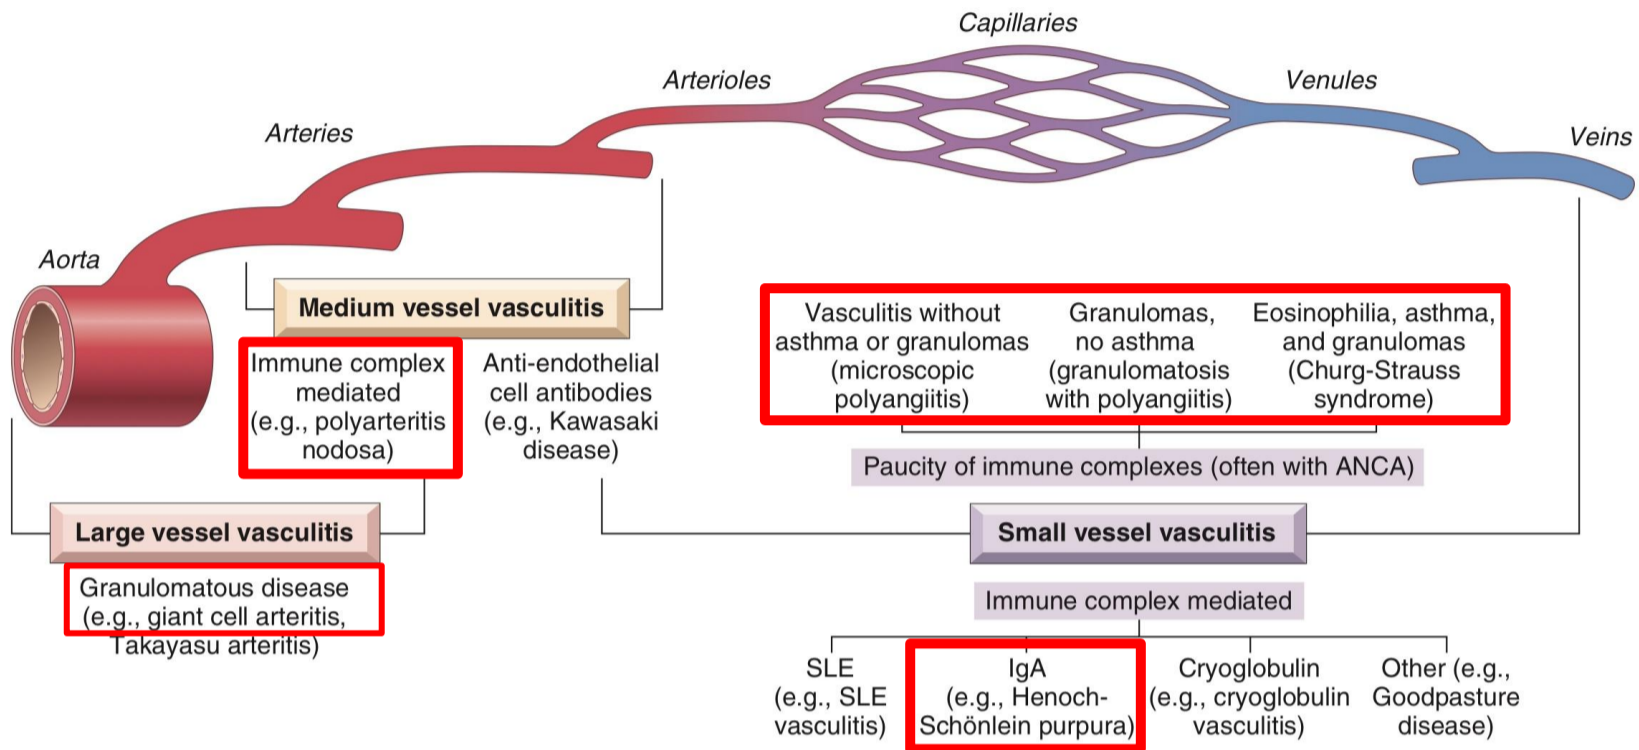 Capillaries
Arterioles
Venules
Arteries
Veins
Aorta
Medium vessel vasculitis
Immune complex
mediated
(e.g., polyarteritis
nodosa)
Anti-endothelial
cell antibodies
(e.g., Kawasaki
disease)
Vasculitis without
asthma or granulomas
(microscopic
polyangiitis)
Granulomas,
no asthma
(granulomatosis
with polyangiitis)
Eosinophilia, asthma,
and granulomas
(Churg-Strauss
syndrome)
Paucity of immune complexes (often with ANCA)
Large vessel vasculitis
Granulomatous disease
(e.g., giant cell arteritis,
Takayasu arteritis)
Small vessel vasculitis
Immune complex mediated
SLE
(e.g., SLE
vasculitis)
IgA
(e.g., Henoch-
Schönlein purpura)
Cryoglobulin
(e.g., cryoglobulin
vasculitis)
Other (e.g.,
Goodpasture
disease)